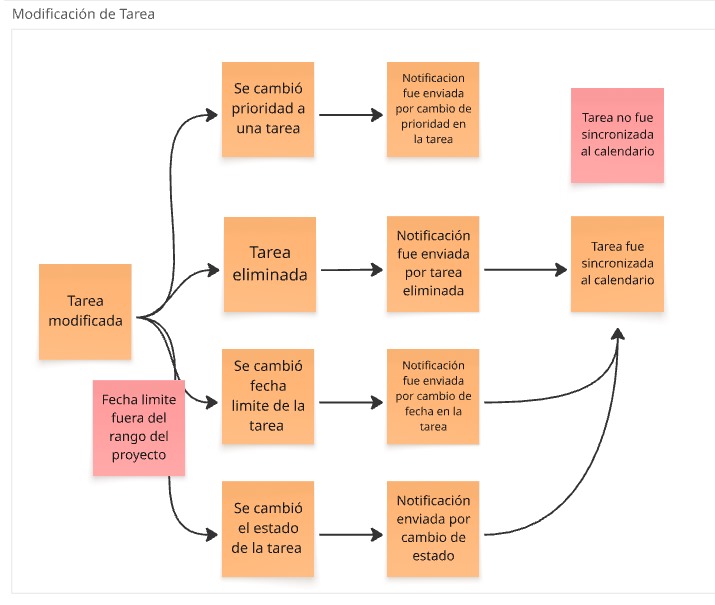 Modificación de Tarea
Se cambió
prioridad a
una tarea
Notificacion
fue enviada
por cambio de
prioridad en
la tarea
Tarea no fue
sincronizada
al calendario
Tarea
modificada
Tarea
eliminada
Notificación
fue enviada
por tarea
eliminada
Tarea fue
sincronizada
al calendario
Fecha limite
fuera del
rango del
proyecto
Se cambió
fecha
limite de la
tarea
Notificación
fue enviada
por cambio de
fecha en la
tarea
Se cambió
el estado
de la tarea
Notificación
enviada por
cambio de
estado